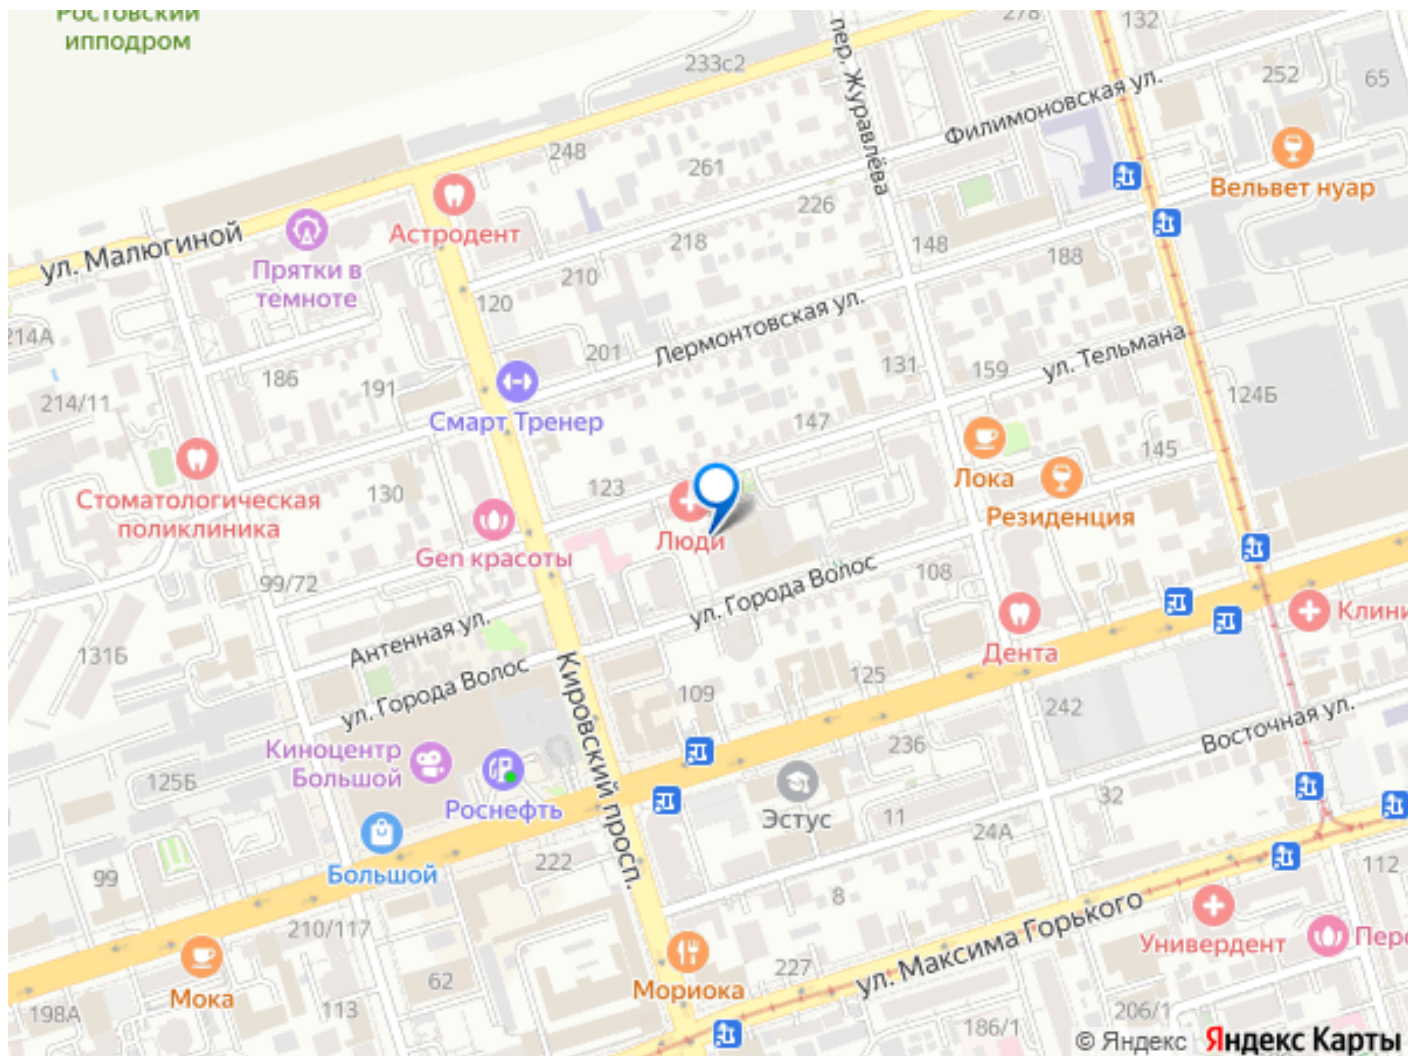 Ростовский
ипподром
278
132
233с2
пер. Журавлёва
252
65
Филимоновская ул.
248
261
Вельвет нуар
226
Астродент
ул. Малюгиной
218
148
188
Прятки в
темноте
210
120
Лермонтовская ул.
214А
201
ул. Тельмана
131
159
186
191
124Б
214/11
Смарт Тренер
147
145
Лока
123
130
Стоматологическая
поликлиника
Резиденция
Люди
Gen красоты
99/72
ул. Города Волос
108
Антенная ул.
Клини
131Б
Дента
125
ул. Города Волос
Кировский просп.
109
242
Восточная ул.
236
Киноцентр
Большой
125Б
Роснефть
Эстус
11
32
24А
Большой
222
99
8
112
210/117
ул. Максима Горького
Универдент
Пере
227
62
Мориока
Мока
113
198А
206/1
186/1
© Яндекс Яндекс Карты